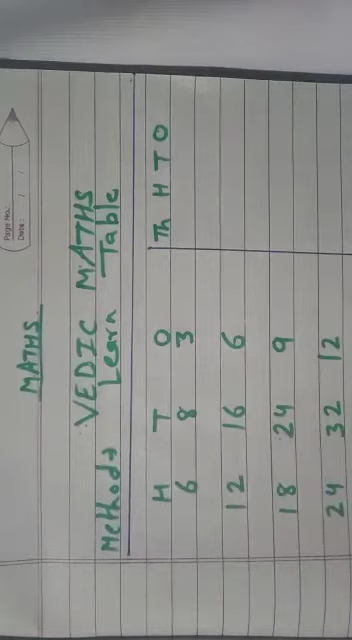 Page No.:
Date: / /
MATHS
VEDIC MATHS
Method→ Learn Table
H T O Th H T O
6 8 3
12 16 6
18 24 9
24 32 12